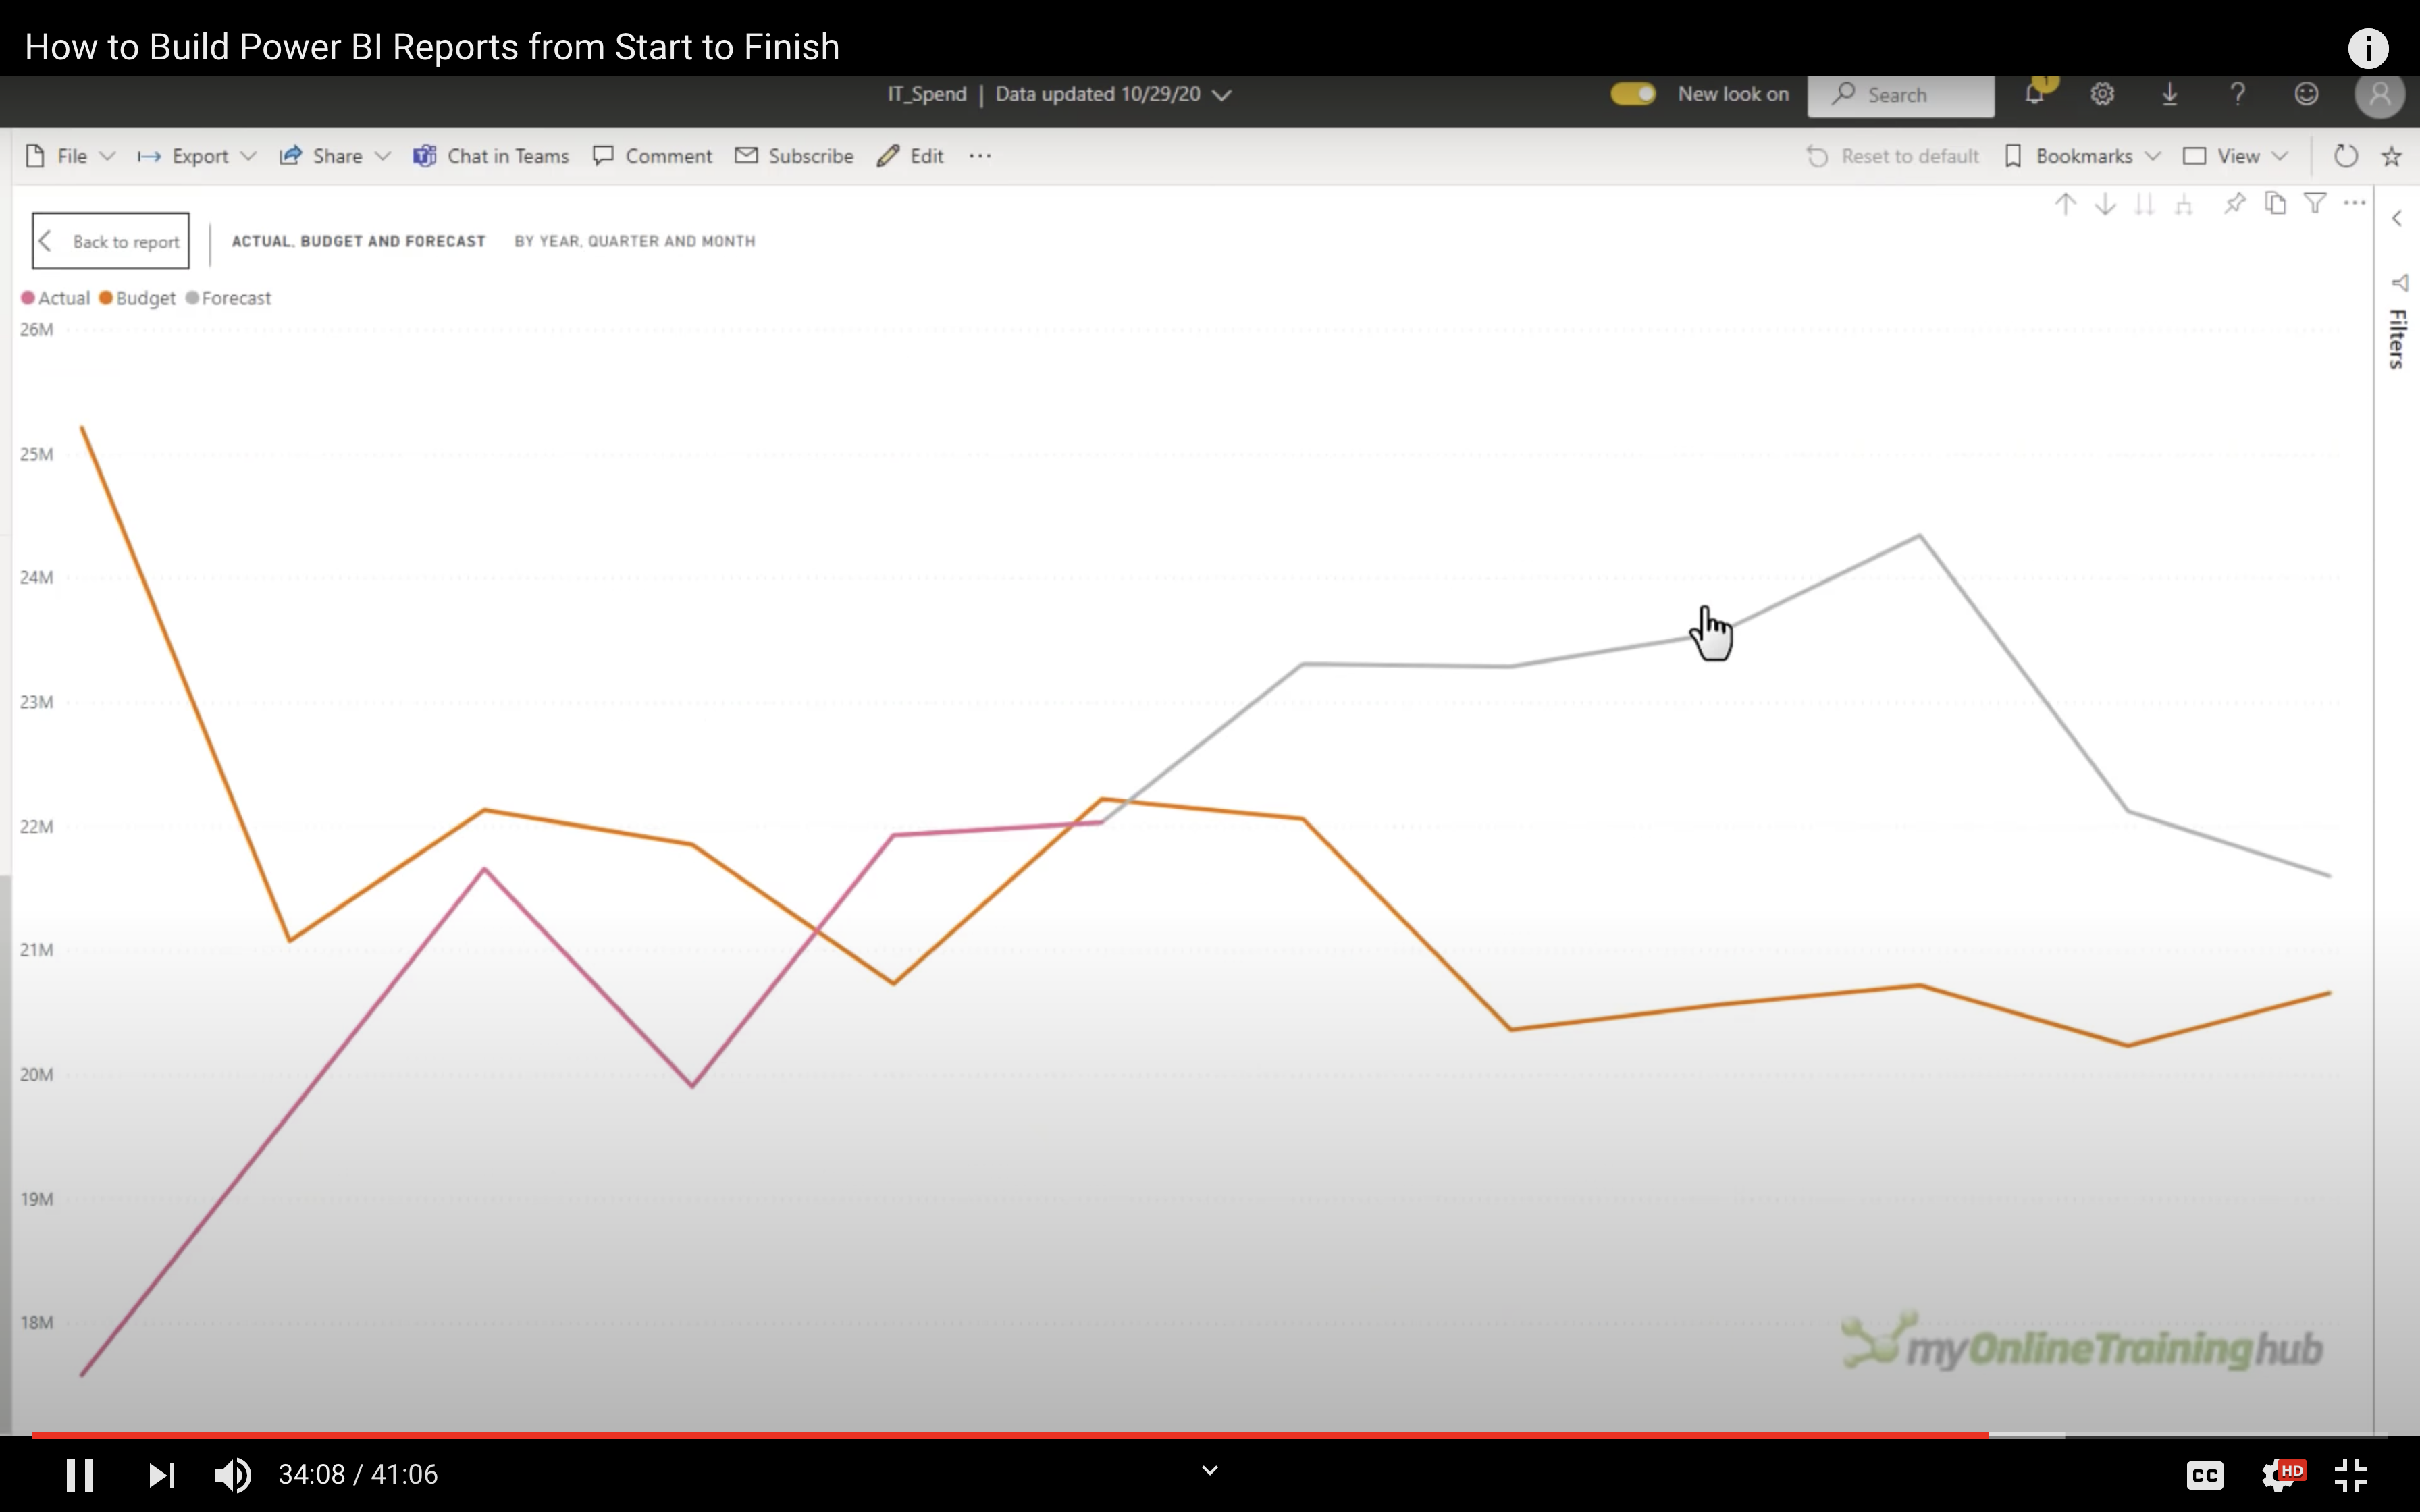 How to Build Power BI Reports from Start to Finish
IT_Spend | Data updated 10/29/20
New look on
Search
1
File
Export
Share
Chat in Teams
Comment
Subscribe
Edit
Reset to default
Bookmarks
View
Back to report
ACTUAL, BUDGET AND FORECAST BY YEAR, QUARTER AND MONTH
Filters
Actual Budget Forecast
26M
25M
24M
23M
22M
21M
20M
19M
18M
myOnlineTraininghub
34:08 / 41:06
CC
HD